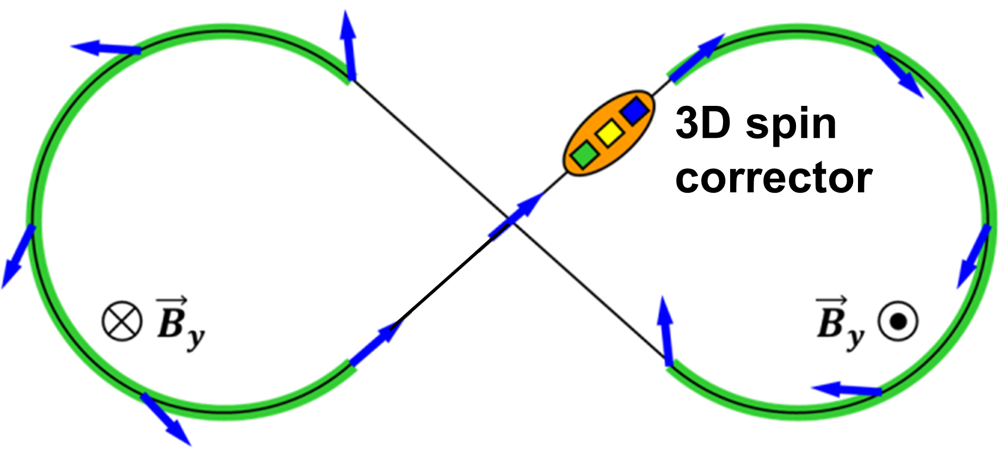 3D spin
corrector
⊗ B⃗y
B⃗y ⊙